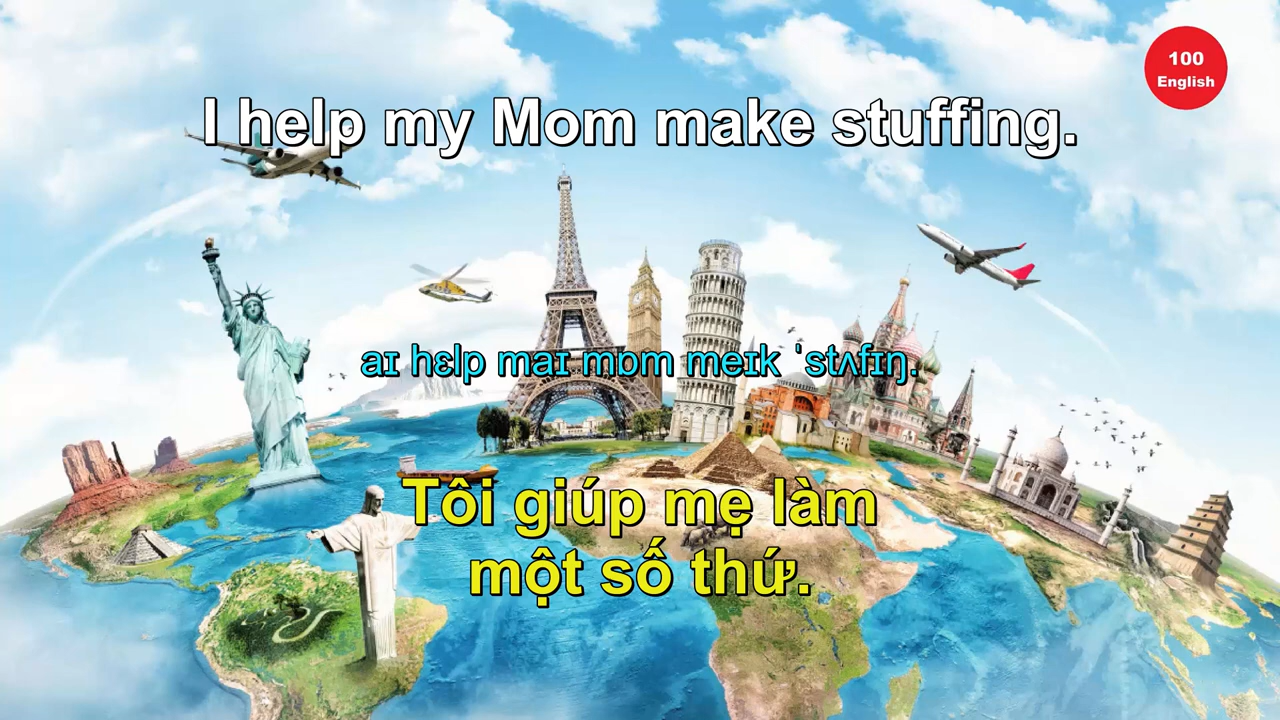 100
English
I help my Mom make stuffing.
aɪ hɛlp maɪ mɒm meɪk ˈstʌfɪŋ.
Tôi giúp mẹ làm
một số thứ.